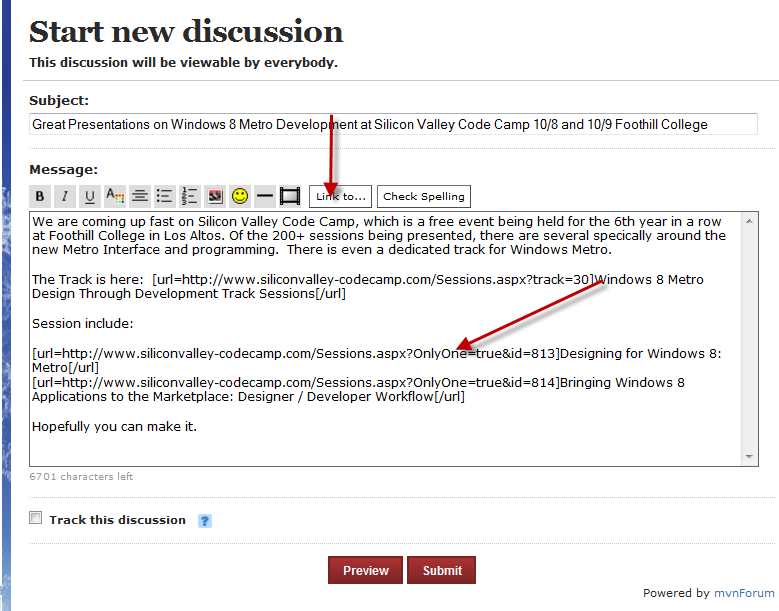 Start new discussion
This discussion will be viewable by everybody.
Subject:
Great Presentations on Windows 8 Metro Development at Silicon Valley Code Camp 10/8 and 10/9 Foothill College
Message:
B I U A Link to... Check Spelling
We are coming up fast on Silicon Valley Code Camp, which is a free event being held for the 6th year in a row
at Foothill College in Los Altos. Of the 200+ sessions being presented, there are several specically around the
new Metro Interface and programming.  There is even a dedicated track for Windows Metro.
The Track is here:  [url=http://www.siliconvalley-codecamp.com/Sessions.aspx?track=30]Windows 8 Metro
Design Through Development Track Sessions[/url]
Session include:
[url=http://www.siliconvalley-codecamp.com/Sessions.aspx?OnlyOne=true&id=813]Designing for Windows 8:
Metro[/url]
[url=http://www.siliconvalley-codecamp.com/Sessions.aspx?OnlyOne=true&id=814]Bringing Windows 8
Applications to the Marketplace: Designer / Developer Workflow[/url]
Hopefully you can make it.
6701 characters left
Track this discussion ?
Preview Submit
Powered by mvnForum